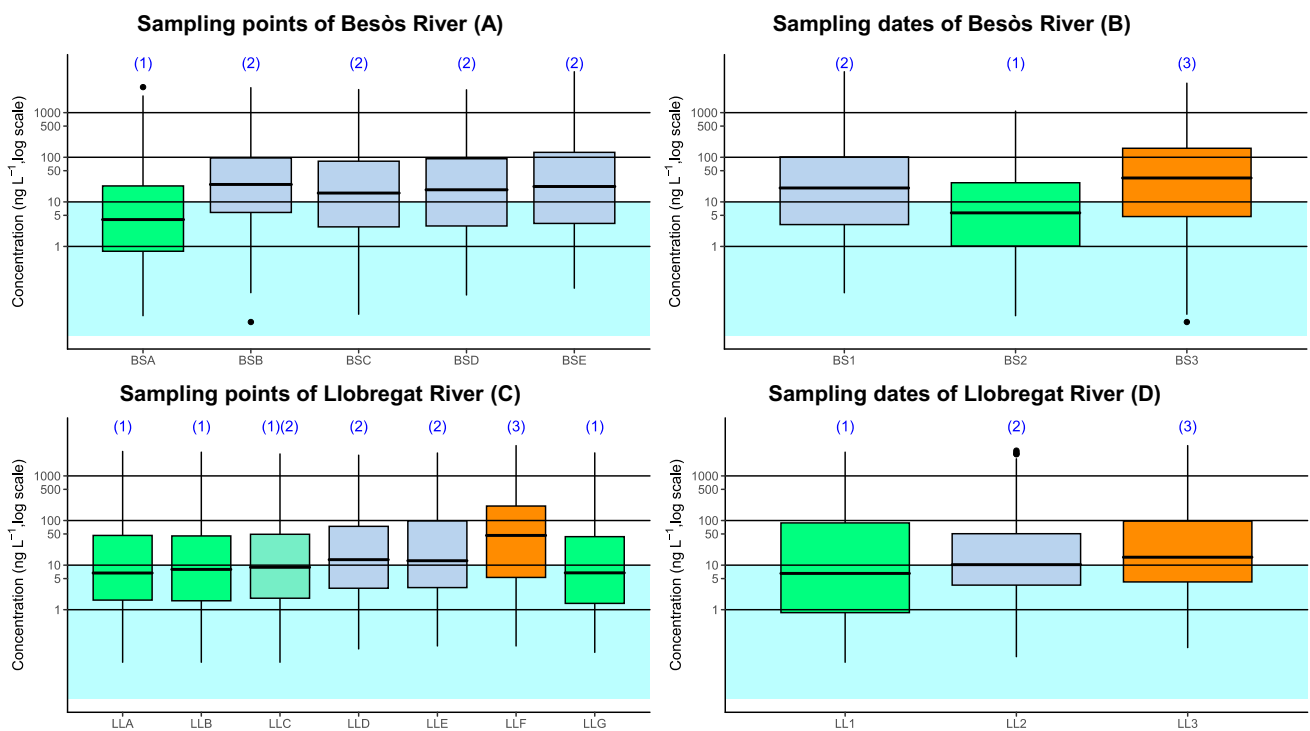 Sampling points of Besòs River (A)
(1) (2) (2) (2) (2)
Concentration (ng L⁻¹,log scale)
1000
500
100
50
10
5
1
BSA BSB BSC BSD BSE
Sampling dates of Besòs River (B)
(2) (1) (3)
Concentration (ng L⁻¹,log scale)
1000
500
100
50
10
5
1
BS1 BS2 BS3
Sampling points of Llobregat River (C)
(1) (1) (1)(2) (2) (2) (3) (1)
Concentration (ng L⁻¹,log scale)
1000
500
100
50
10
5
1
LLA LLB LLC LLD LLE LLF LLG
Sampling dates of Llobregat River (D)
(1) (2) (3)
Concentration (ng L⁻¹,log scale)
1000
500
100
50
10
5
1
LL1 LL2 LL3